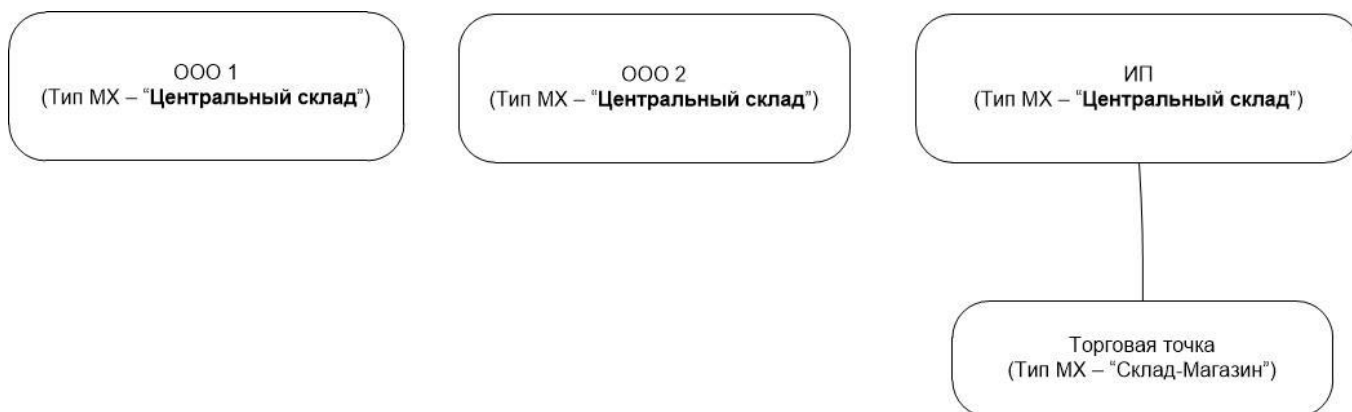 ООО 1
(Тип МХ – “Центральный склад”)
ООО 2
(Тип МХ – “Центральный склад”)
ИП
(Тип МХ – “Центральный склад”)
Торговая точка
(Тип МХ – “Склад-Магазин”)